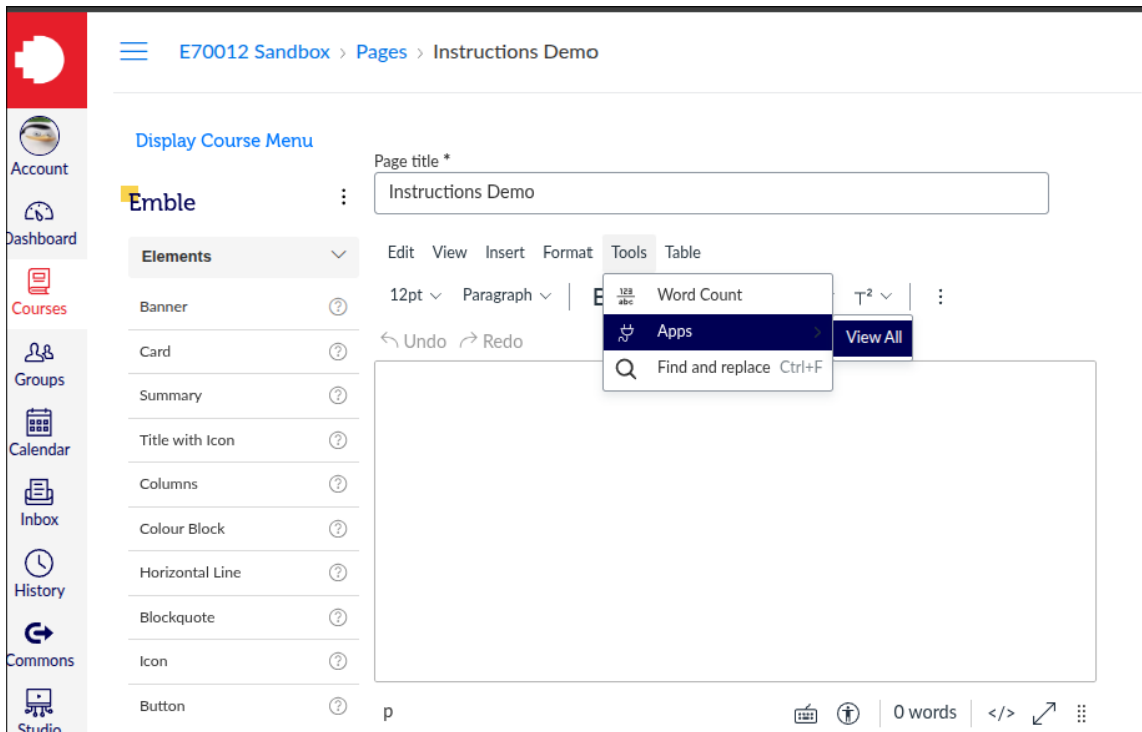 E70012 Sandbox > Pages > Instructions Demo
Account
Dashboard
Courses
Groups
Calendar
Inbox
History
Commons
Studio
Display Course Menu
Emble
Elements
Banner
Card
Summary
Title with Icon
Columns
Colour Block
Horizontal Line
Blockquote
Icon
Button
Page title *
Instructions Demo
Edit View Insert Format Tools Table
12pt Paragraph T²
Undo Redo
123
abc
Word Count
Apps
View All
Find and replace Ctrl+F
p
0 words </>